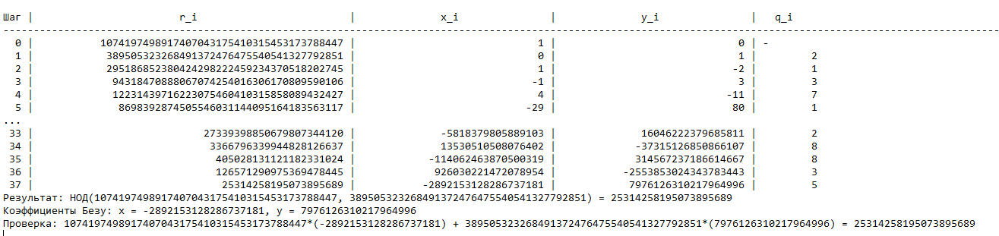 Шаг | r_i | x_i | y_i | q_i
0 | 1074197498917407043175410315453173788447 | 1 | 0 | -
1 | 389505323268491372476475540541327792851 | 0 | 1 | 2
2 | 295186852380424298222459234370518202745 | 1 | -2 | 1
3 | 94318470888067074254016306170809590106 | -1 | 3 | 3
4 | 12231439716223075460410315858089432427 | 4 | -11 | 7
5 | 8698392874505546031144095164183563117 | -29 | 80 | 1
...
33 | 27339398850679807344120 | -5818379805889103 | 16046222379685811 | 2
34 | 3366796339944828126637 | 13530510508076402 | -37315126850866107 | 8
35 | 405028131121182331024 | -114062463870500319 | 314567237186614667 | 8
36 | 126571290975369478445 | 926030221472078954 | -2553853024343783443 | 3
37 | 25314258195073895689 | -2892153128286737181 | 7976126310217964996 | 5
Результат: НОД(1074197498917407043175410315453173788447, 389505323268491372476475540541327792851) = 25314258195073895689
Коэффициенты Безу: x = -2892153128286737181, y = 7976126310217964996
Проверка: 1074197498917407043175410315453173788447*(-2892153128286737181) + 389505323268491372476475540541327792851*(7976126310217964996) = 25314258195073895689